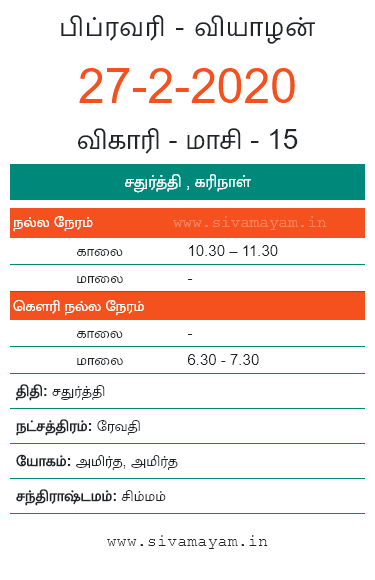 பிப்ரவரி - வியாழன்
27-2-2020
விகாரி - மாசி - 15
சதுர்த்தி , கரிநாள்
நல்ல நேரம் www.sivamayam.in
காலை 10.30 – 11.30
மாலை -
கௌரி நல்ல நேரம்
காலை -
மாலை 6.30 - 7.30
திதி: சதுர்த்தி
நட்சத்திரம்: ரேவதி
யோகம்: அமிர்த, அமிர்த
சந்திராஷ்டமம்: சிம்மம்
www.sivamayam.in